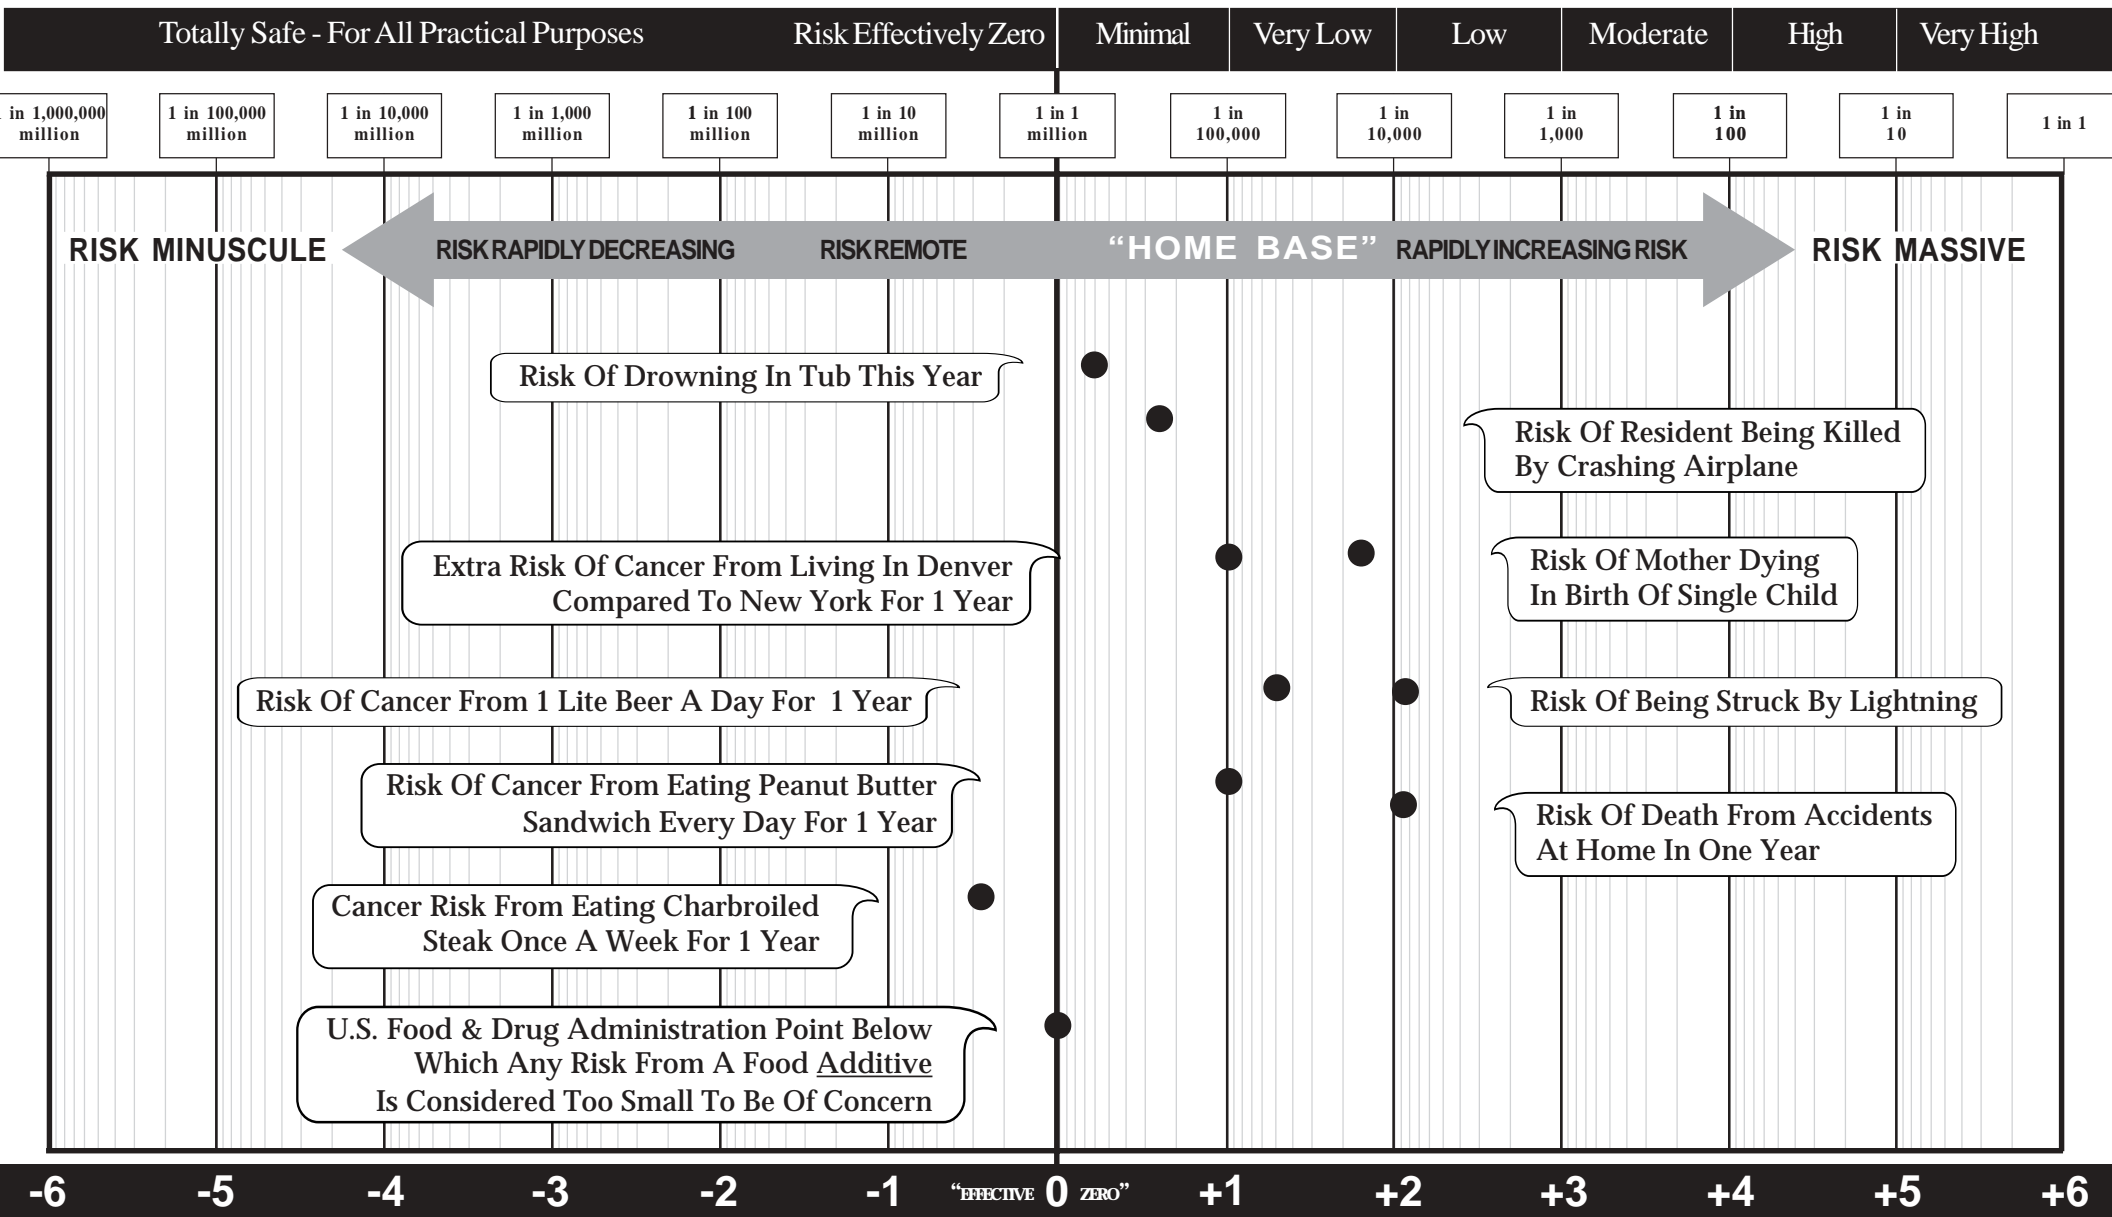 Totally Safe - For All Practical Purposes
Risk Effectively Zero
Minimal
Very Low
Low
Moderate
High
Very High
in 1,000,000
million
1 in 100,000
million
1 in 10,000
million
1 in 1,000
million
1 in 100
million
1 in 10
million
1 in 1
million
1 in
100,000
1 in
10,000
1 in
1,000
1 in
100
1 in
10
1 in 1
RISK MINUSCULE
RISK RAPIDLY DECREASING
RISK REMOTE
“HOME BASE”
RAPIDLY INCREASING RISK
RISK MASSIVE
Risk Of Drowning In Tub This Year
Risk Of Resident Being Killed
By Crashing Airplane
Extra Risk Of Cancer From Living In Denver
Compared To New York For 1 Year
Risk Of Mother Dying
In Birth Of Single Child
Risk Of Cancer From 1 Lite Beer A Day For 1 Year
Risk Of Being Struck By Lightning
Risk Of Cancer From Eating Peanut Butter
Sandwich Every Day For 1 Year
Risk Of Death From Accidents
At Home In One Year
Cancer Risk From Eating Charbroiled
Steak Once A Week For 1 Year
U.S. Food & Drug Administration Point Below
Which Any Risk From A Food Additive
Is Considered Too Small To Be Of Concern
-6
-5
-4
-3
-2
-1
“EFFECTIVE 0 ZERO”
+1
+2
+3
+4
+5
+6